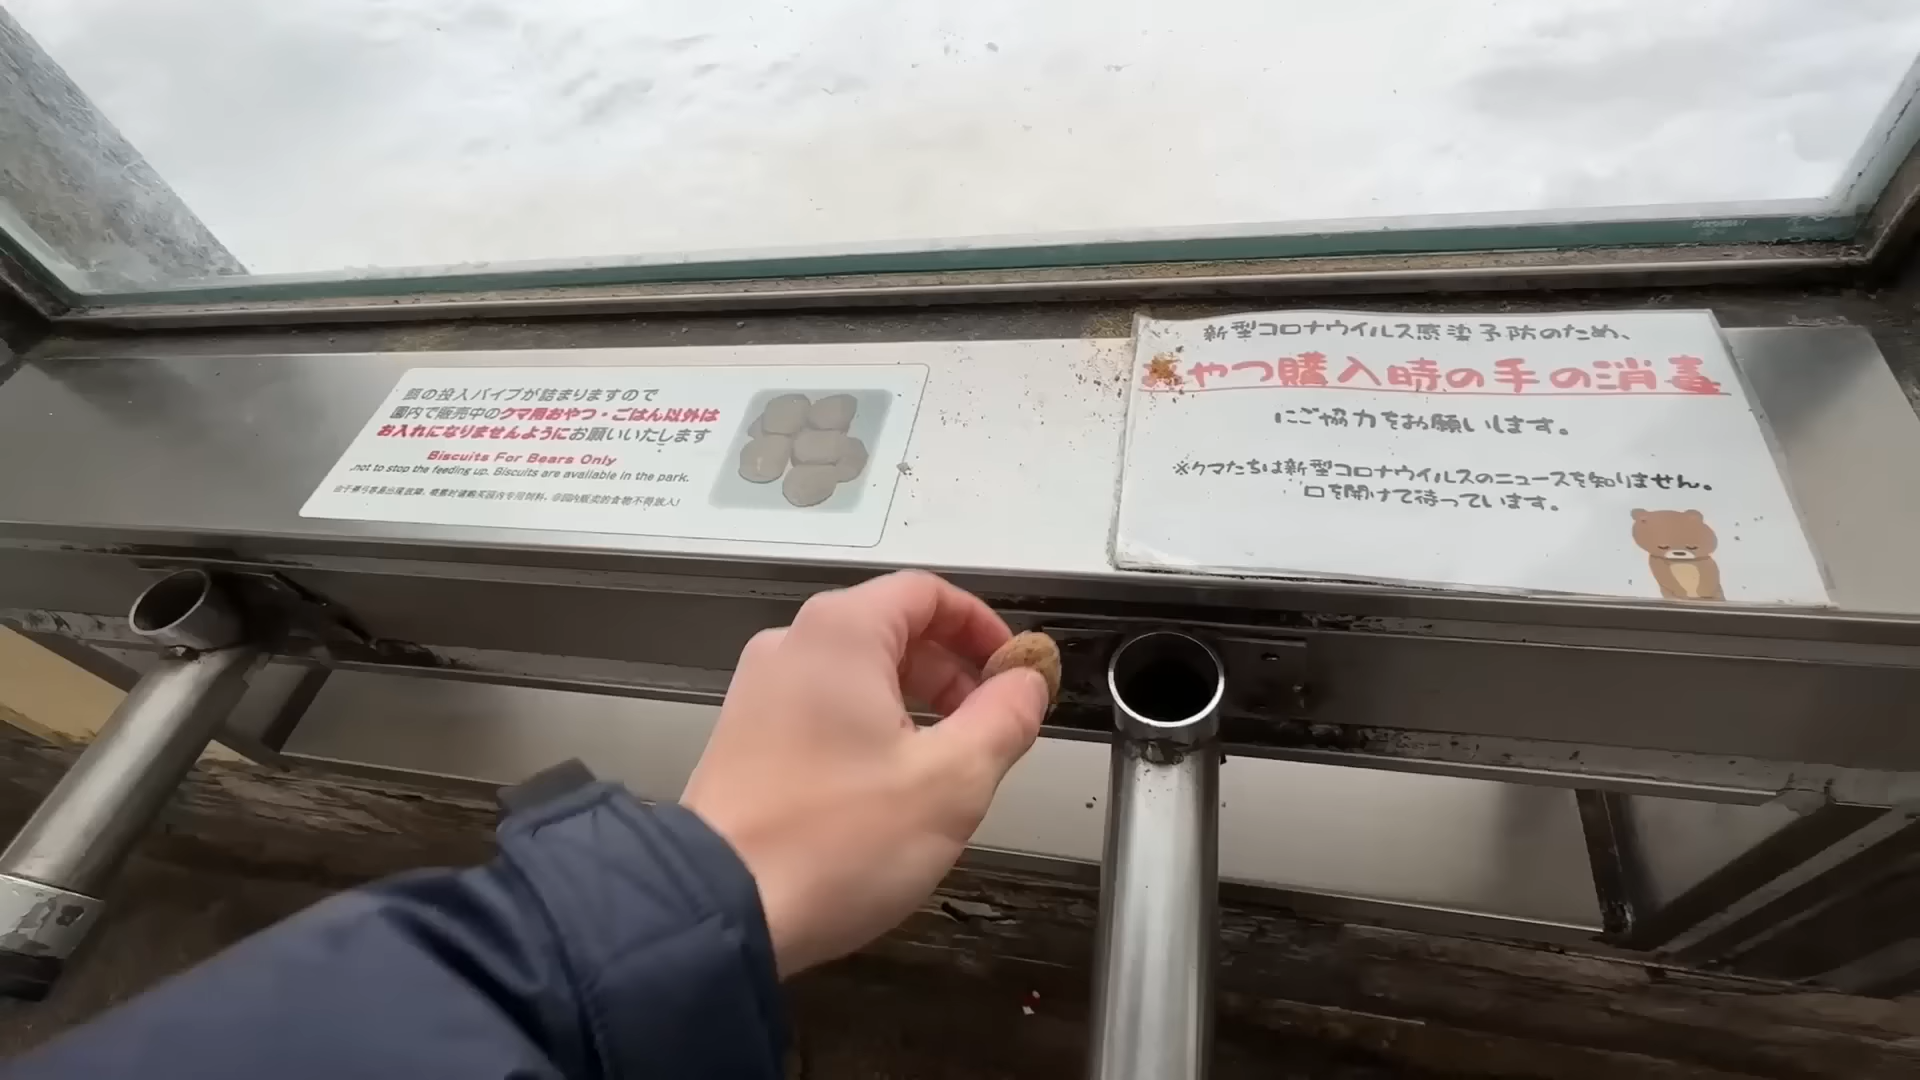 餌の投入パイプが詰まりますので
園内で販売中のクマ用おやつ・ごはん以外は
お入れになりませんようにお願いいたします
Biscuits For Bears Only
not to stop the feeding up. Biscuits are available in the park.
新型コロナウイルス感染予防のため、
おやつ購入時の手の消毒
にご協力をお願いします。
※クマたちは新型コロナウイルスのニュースを知りません。
口を開けて待っています。